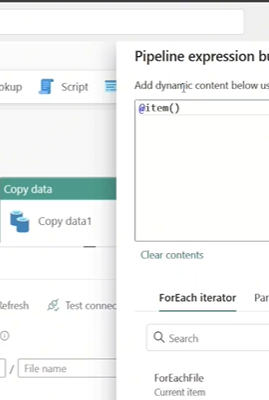 Pipeline expression bu
Add dynamic content below us
okup
Script
@item()
Copy data
Copy data1
Clear contents
Refresh
Test connec
ForEach iterator
Par
/
File name
Search
ForEachFile
Current item